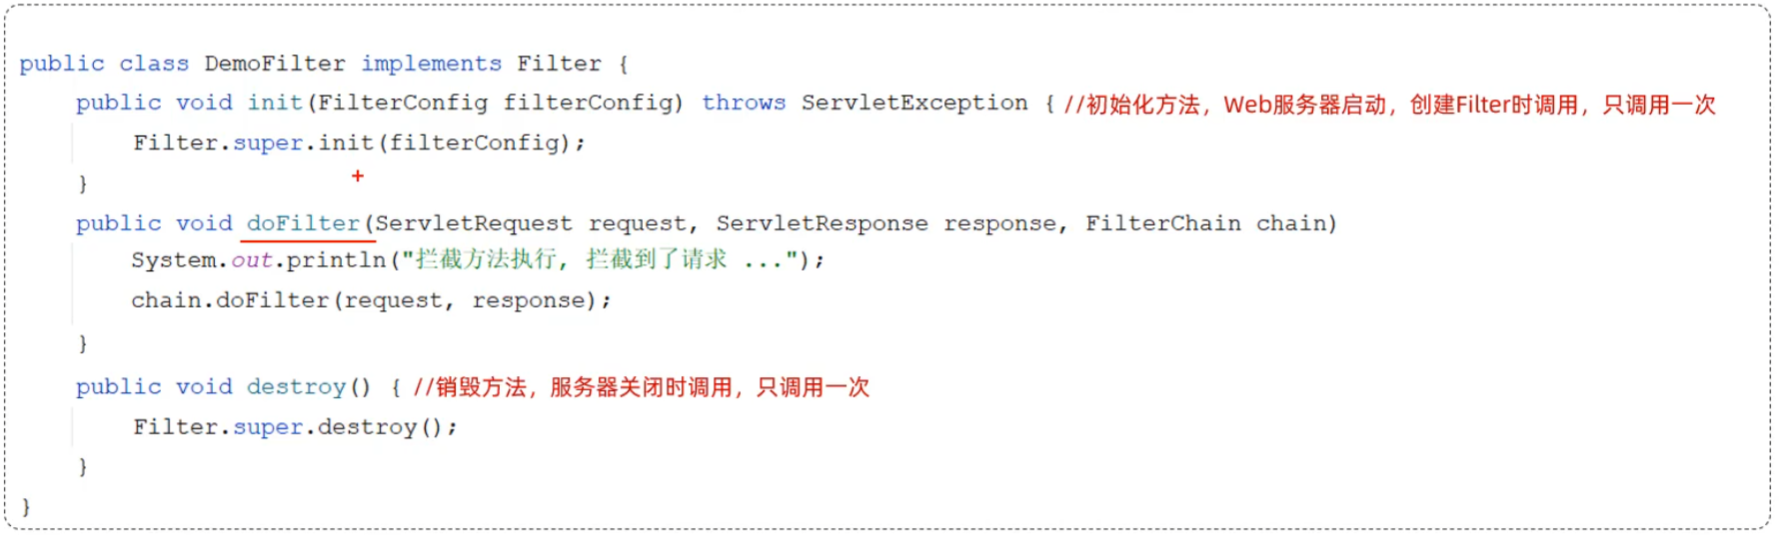 public class DemoFilter implements Filter {
public void init(FilterConfig filterConfig) throws ServletException { //初始化方法，Web服务器启动，创建Filter时调用，只调用一次
Filter.super.init(filterConfig);
}
public void doFilter(ServletRequest request, ServletResponse response, FilterChain chain)
System.out.println("拦截方法执行, 拦截到了请求 ...");
chain.doFilter(request, response);
}
public void destroy() { //销毁方法，服务器关闭时调用，只调用一次
Filter.super.destroy();
}
}